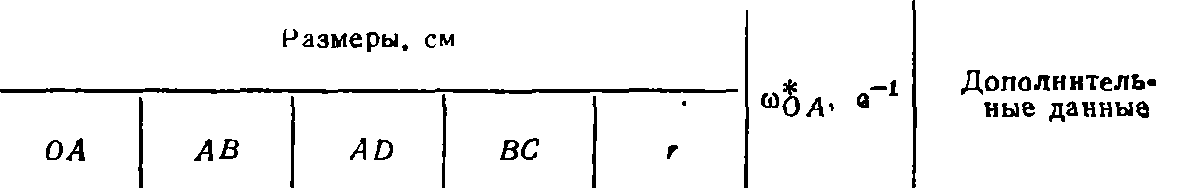 Размеры, см
ω*OA, с⁻¹
Дополнитель-
ные данные
OA AB AD BC r